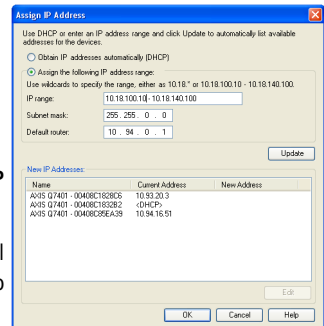 Assign IP Address
Use DHCP or enter an IP address range and click Update to automatically list available
addresses for the devices.
Obtain IP addresses automatically (DHCP)
Assign the following IP address range:
Use wildcards to specify the range, either as 10.18.* or 10.18.100.10 - 10.18.140.100.
IP range: 10.18.100.10 - 10.18.140.100
Subnet mask: 255 . 255 . 0 . 0
Default router: 10 . 94 . 0 . 1
Update
New IP Addresses:
Name Current Address New Address
AXIS Q7401 - 00408C1828C6 10.93.20.3
AXIS Q7401 - 00408C1832B2 <DHCP>
AXIS Q7401 - 00408C85EA39 10.94.16.51
Edit
OK Cancel Help